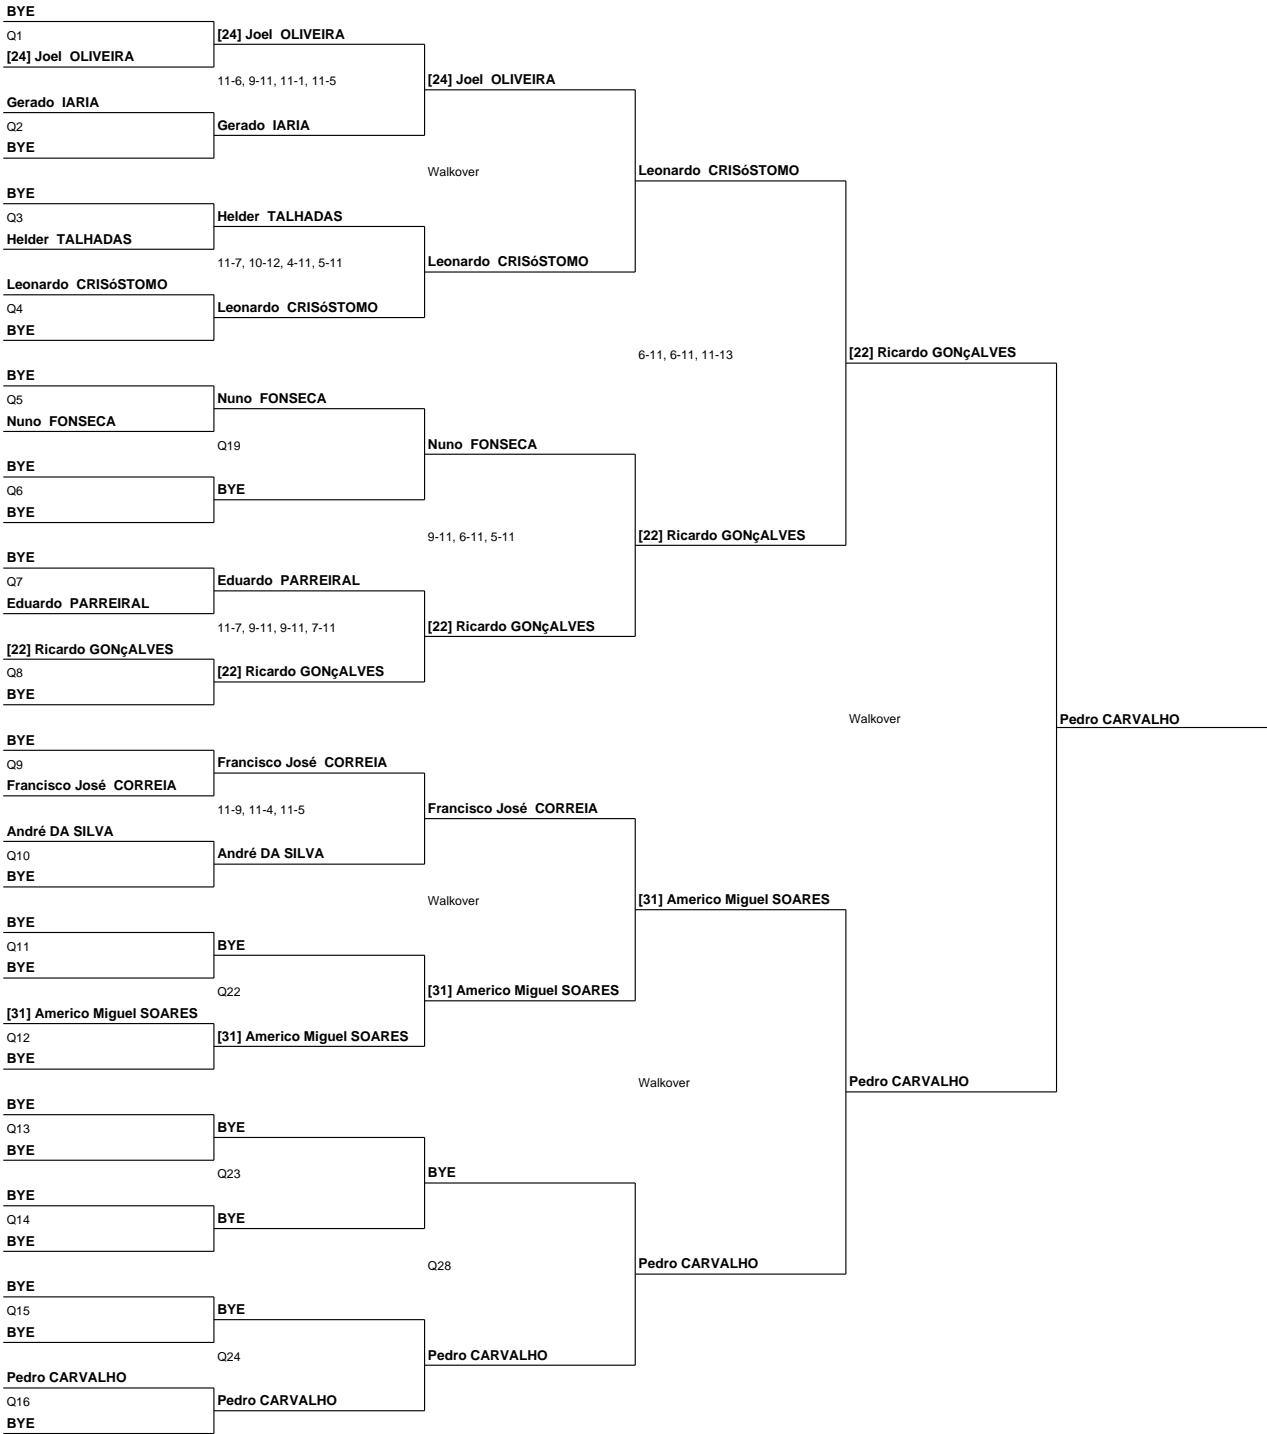 BYE
Q1
[24] Joel OLIVEIRA
Gerado IARIA
Q2
BYE
BYE
Q3
Helder TALHADAS
Leonardo CRISóSTOMO
Q4
BYE
BYE
Q5
Nuno FONSECA
BYE
Q6
BYE
BYE
Q7
Eduardo PARREIRAL
[22] Ricardo GONçALVES
Q8
BYE
BYE
Q9
Francisco José CORREIA
André DA SILVA
Q10
BYE
BYE
Q11
BYE
[31] Americo Miguel SOARES
Q12
BYE
BYE
Q13
BYE
BYE
Q14
BYE
BYE
Q15
BYE
Pedro CARVALHO
Q16
BYE
[24] Joel OLIVEIRA
11-6, 9-11, 11-1, 11-5
Gerado IARIA
Helder TALHADAS
11-7, 10-12, 4-11, 5-11
Leonardo CRISóSTOMO
Nuno FONSECA
Q19
BYE
Eduardo PARREIRAL
11-7, 9-11, 9-11, 7-11
[22] Ricardo GONçALVES
Francisco José CORREIA
11-9, 11-4, 11-5
André DA SILVA
BYE
Q22
[31] Americo Miguel SOARES
BYE
Q23
BYE
BYE
Q24
Pedro CARVALHO
[24] Joel OLIVEIRA
Walkover
Leonardo CRISóSTOMO
Nuno FONSECA
9-11, 6-11, 5-11
[22] Ricardo GONçALVES
Francisco José CORREIA
Walkover
[31] Americo Miguel SOARES
BYE
Q28
Pedro CARVALHO
Leonardo CRISóSTOMO
6-11, 6-11, 11-13
[22] Ricardo GONçALVES
[31] Americo Miguel SOARES
Walkover
Pedro CARVALHO
[22] Ricardo GONçALVES
Walkover
Pedro CARVALHO
Pedro CARVALHO